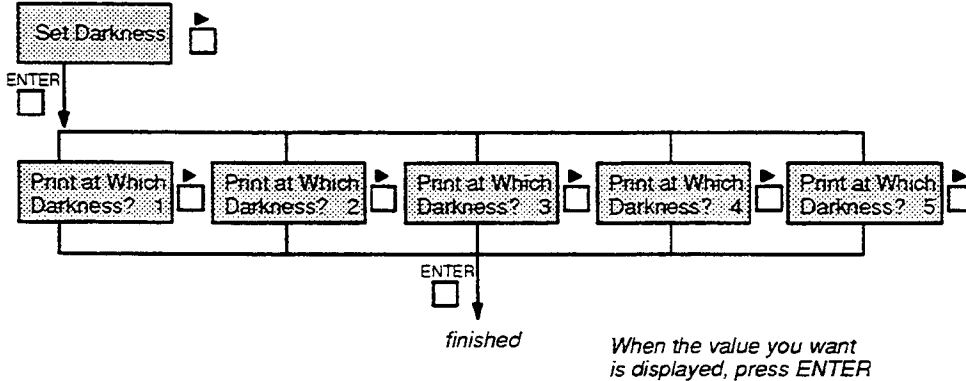 Set Darkness
ENTER
Print at Which
Darkness? 1
Print at Which
Darkness? 2
Print at Which
Darkness? 3
Print at Which
Darkness? 4
Print at Which
Darkness? 5
ENTER
finished
When the value you want
is displayed, press ENTER